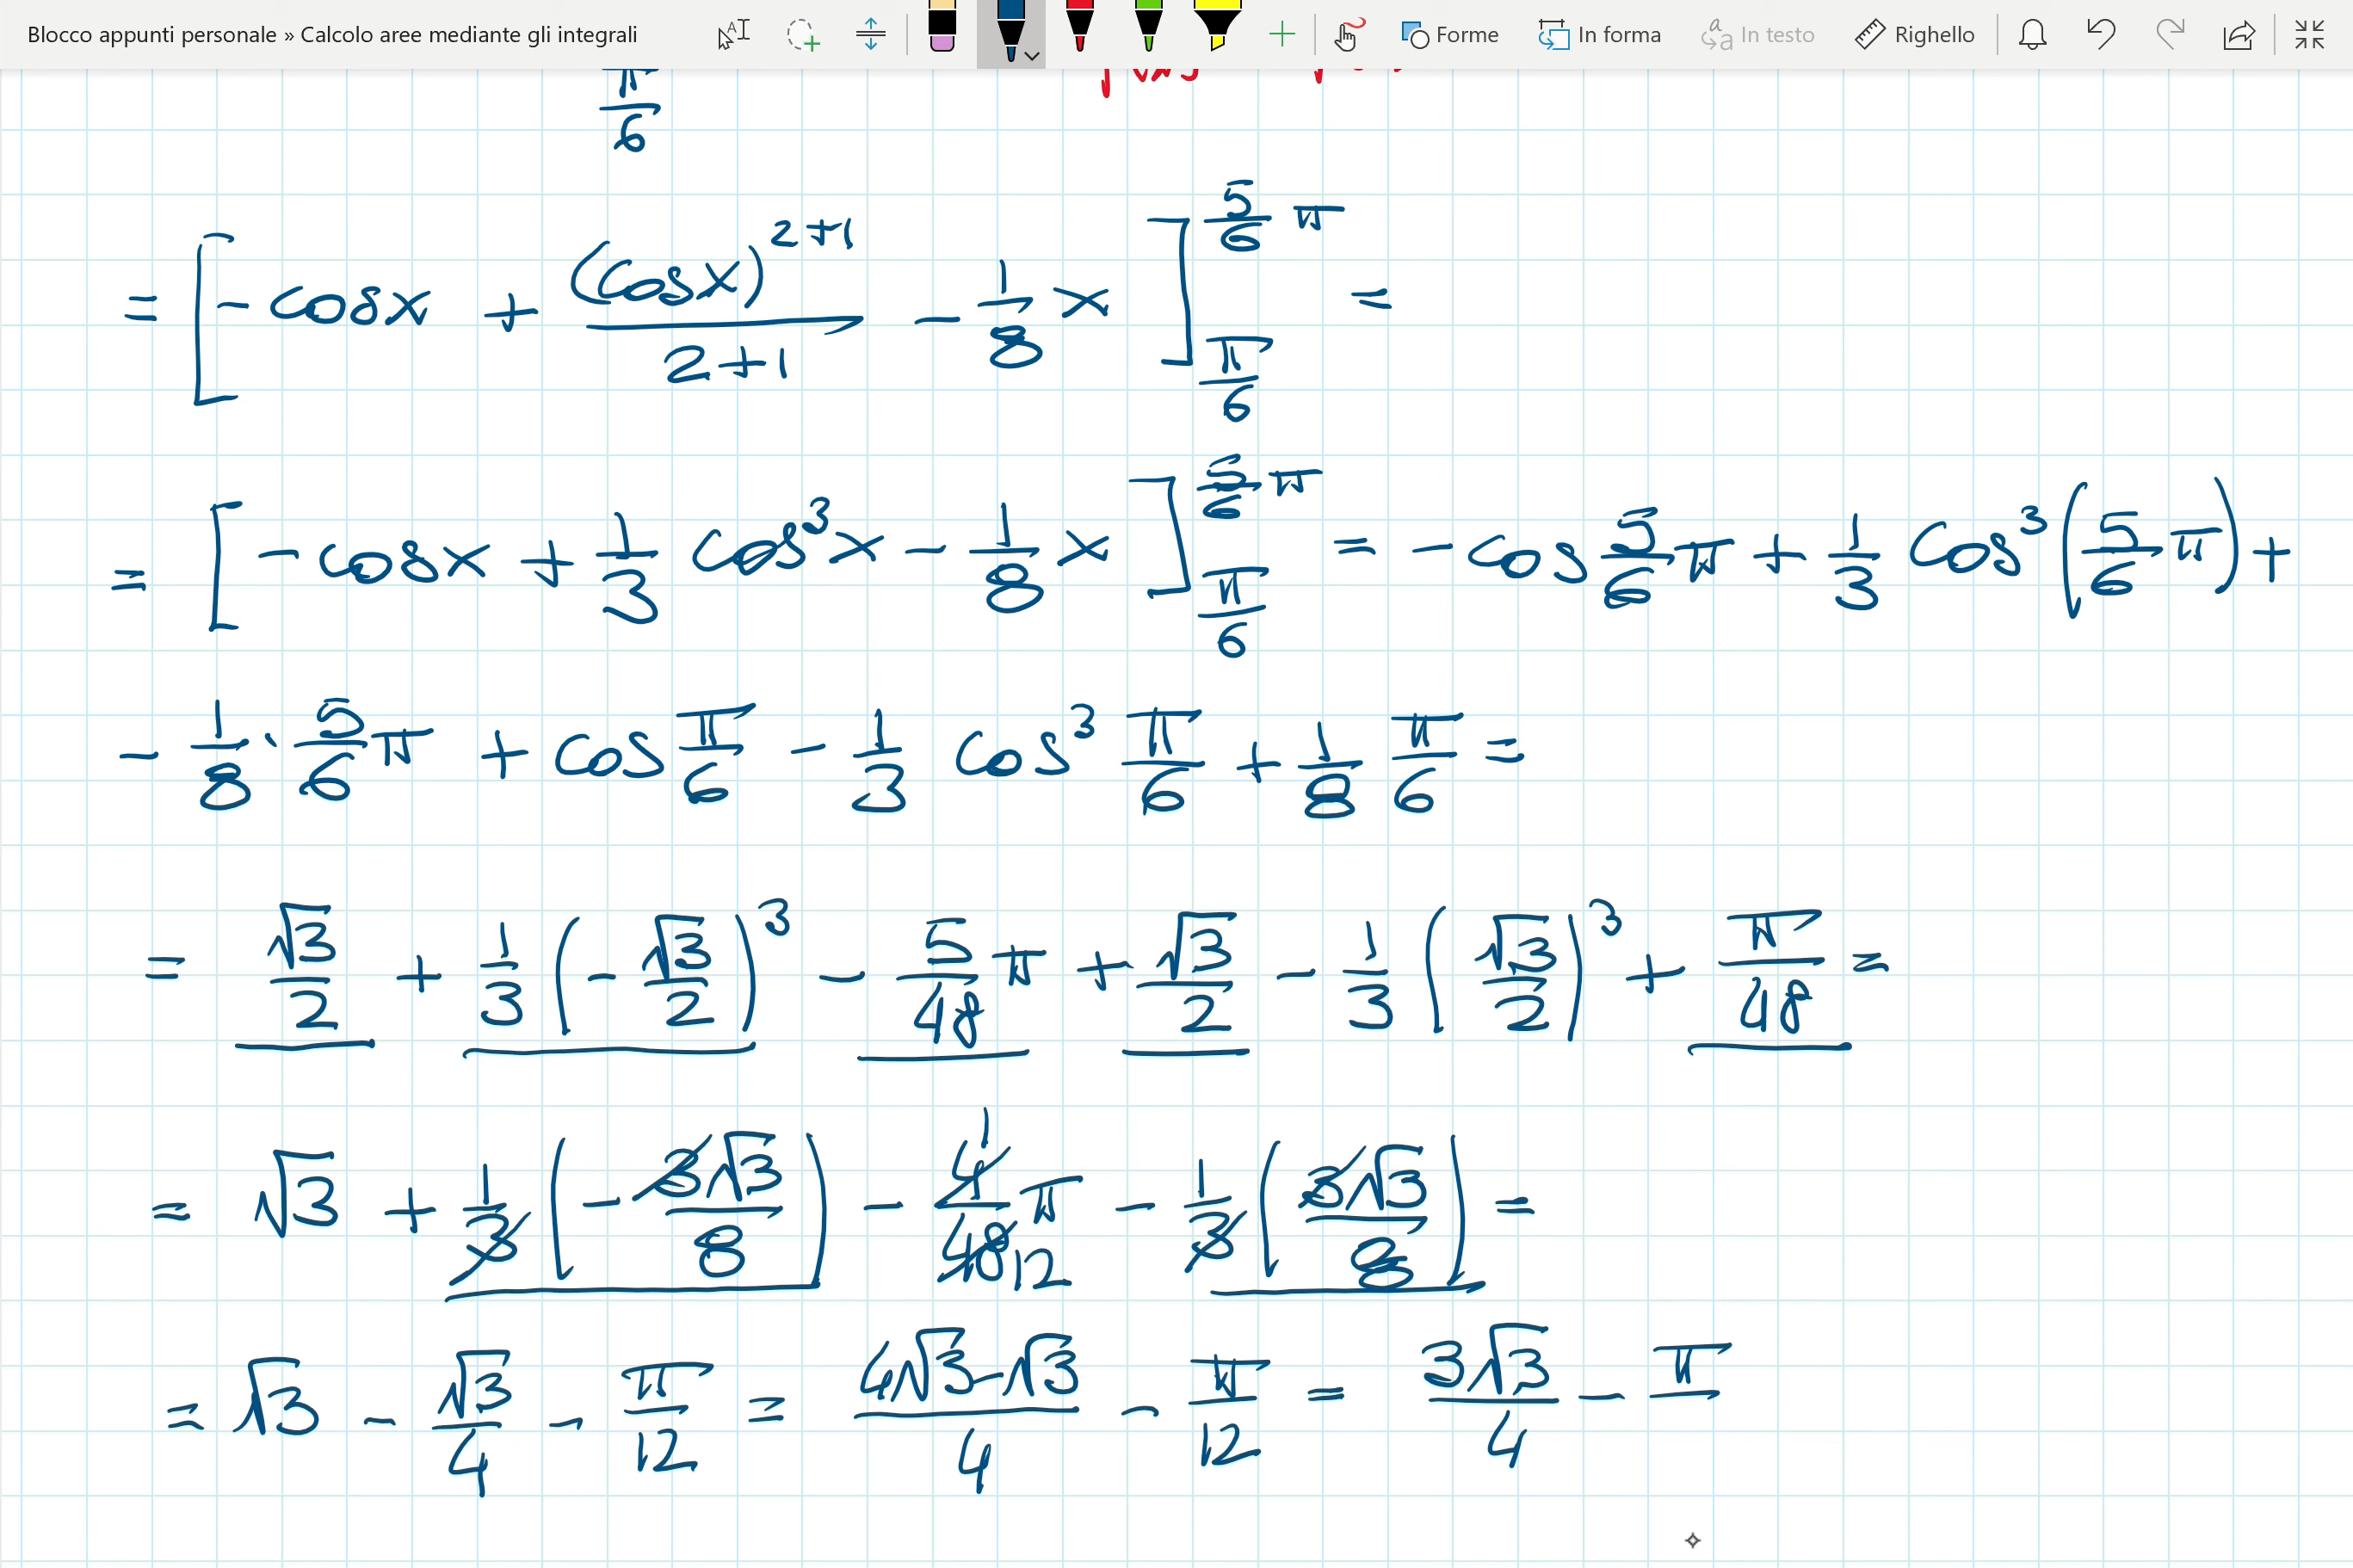 Blocco appunti personale » Calcolo aree mediante gli integrali Forme In forma In testo Righello
π/6
= [ - cosx + (cosx)^(2+1)/(2+1) - 1/8 x ]_(π/6)^(5/6 π) =
= [ - cosx + 1/3 cos³x - 1/8 x ]_(π/6)^(5/6 π) = - cos 5/6 π + 1/3 cos³(5/6 π) +
- 1/8 · 5/6 π + cos π/6 - 1/3 cos³ π/6 + 1/8 π/6 =
= √3/2 + 1/3 (- √3/2)³ - 5/48 π + √3/2 - 1/3 (√3/2)³ + π/48 =
= √3 + 1/3 (- 3√3/8) - 4/48 1 12 π - 1/3 (3√3/8) =
= √3 - √3/4 - π/12 = (4√3-√3)/4 - π/12 = 3√3/4 - π/